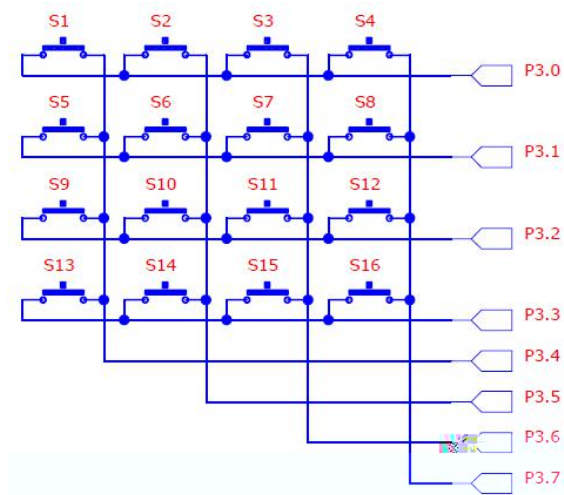 S1 S2 S3 S4
P3.0
S5 S6 S7 S8
P3.1
S9 S10 S11 S12
P3.2
S13 S14 S15 S16
P3.3
P3.4
P3.5
P3.6
P3.7